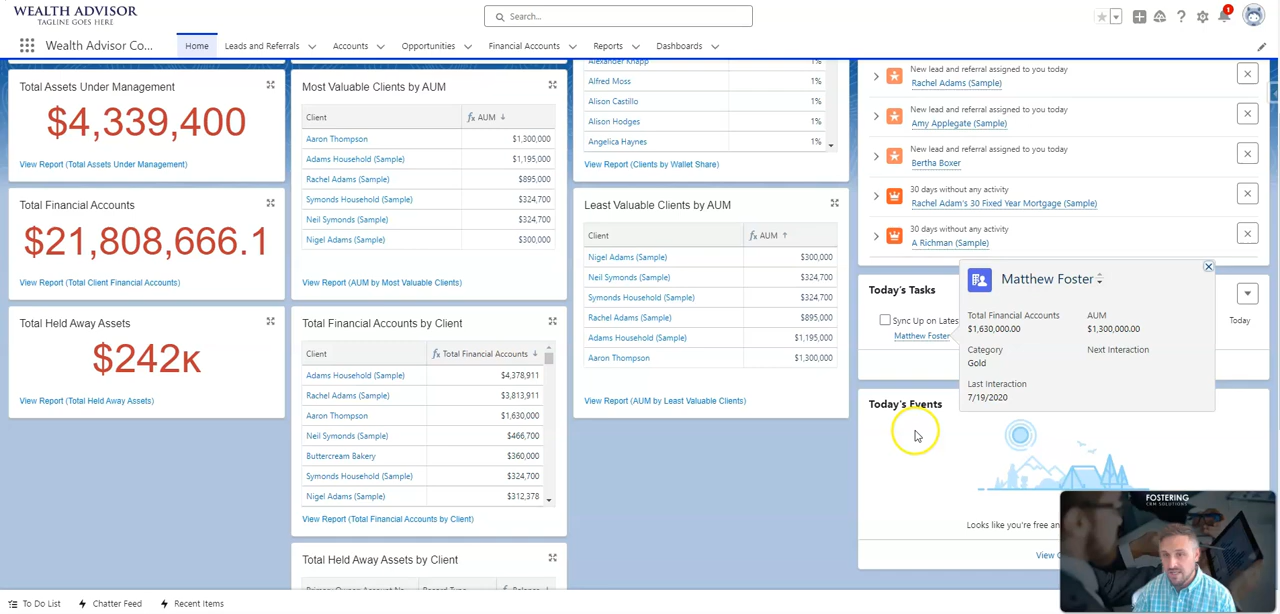 WEALTH ADVISOR
TAGLINE GOES HERE
Search...
1
Wealth Advisor Co...
Home
Leads and Referrals
Accounts
Opportunities
Financial Accounts
Reports
Dashboards
Total Assets Under Management
$4,339,400
View Report (Total Assets Under Management)
Total Financial Accounts
$21,808,666.1
View Report (Total Client Financial Accounts)
Total Held Away Assets
$242K
View Report (Total Held Away Assets)
Most Valuable Clients by AUM
Client fx AUM ↓
Aaron Thompson $1,300,000
Adams Household (Sample) $1,195,000
Rachel Adams (Sample) $895,000
Symonds Household (Sample) $324,700
Neil Symonds (Sample) $324,700
Nigel Adams (Sample) $300,000
View Report (AUM by Most Valuable Clients)
Total Financial Accounts by Client
Client fx Total Financial Accounts ↓
Adams Household (Sample) $4,378,911
Rachel Adams (Sample) $3,813,911
Aaron Thompson $1,630,000
Neil Symonds (Sample) $466,700
Buttercream Bakery $360,000
Symonds Household (Sample) $324,700
Nigel Adams (Sample) $312,378
View Report (Total Financial Accounts by Client)
Total Held Away Assets by Client
Alexander Knapp 1%
Alfred Moss 1%
Alison Castillo 1%
Alison Hodges 1%
Angelica Haynes 1%
View Report (Clients by Wallet Share)
Least Valuable Clients by AUM
Client fx AUM ↑
Nigel Adams (Sample) $300,000
Neil Symonds (Sample) $324,700
Symonds Household (Sample) $324,700
Rachel Adams (Sample) $895,000
Adams Household (Sample) $1,195,000
Aaron Thompson $1,300,000
View Report (AUM by Least Valuable Clients)
New lead and referral assigned to you today
Rachel Adams (Sample)
New lead and referral assigned to you today
Amy Applegate (Sample)
New lead and referral assigned to you today
Bertha Boxer
30 days without any activity
Rachel Adam's 30 Fixed Year Mortgage (Sample)
30 days without any activity
A Richman (Sample)
Today's Tasks
Sync Up on Lates
Today
Matthew Foster
Matthew Foster
Total Financial Accounts AUM
$1,630,000.00 $1,300,000.00
Category Next Interaction
Gold
Last Interaction
7/19/2020
Today's Events
Looks like you're free an
View C
FOSTERING
CRM SOLUTIONS
To Do List
Chatter Feed
Recent Items